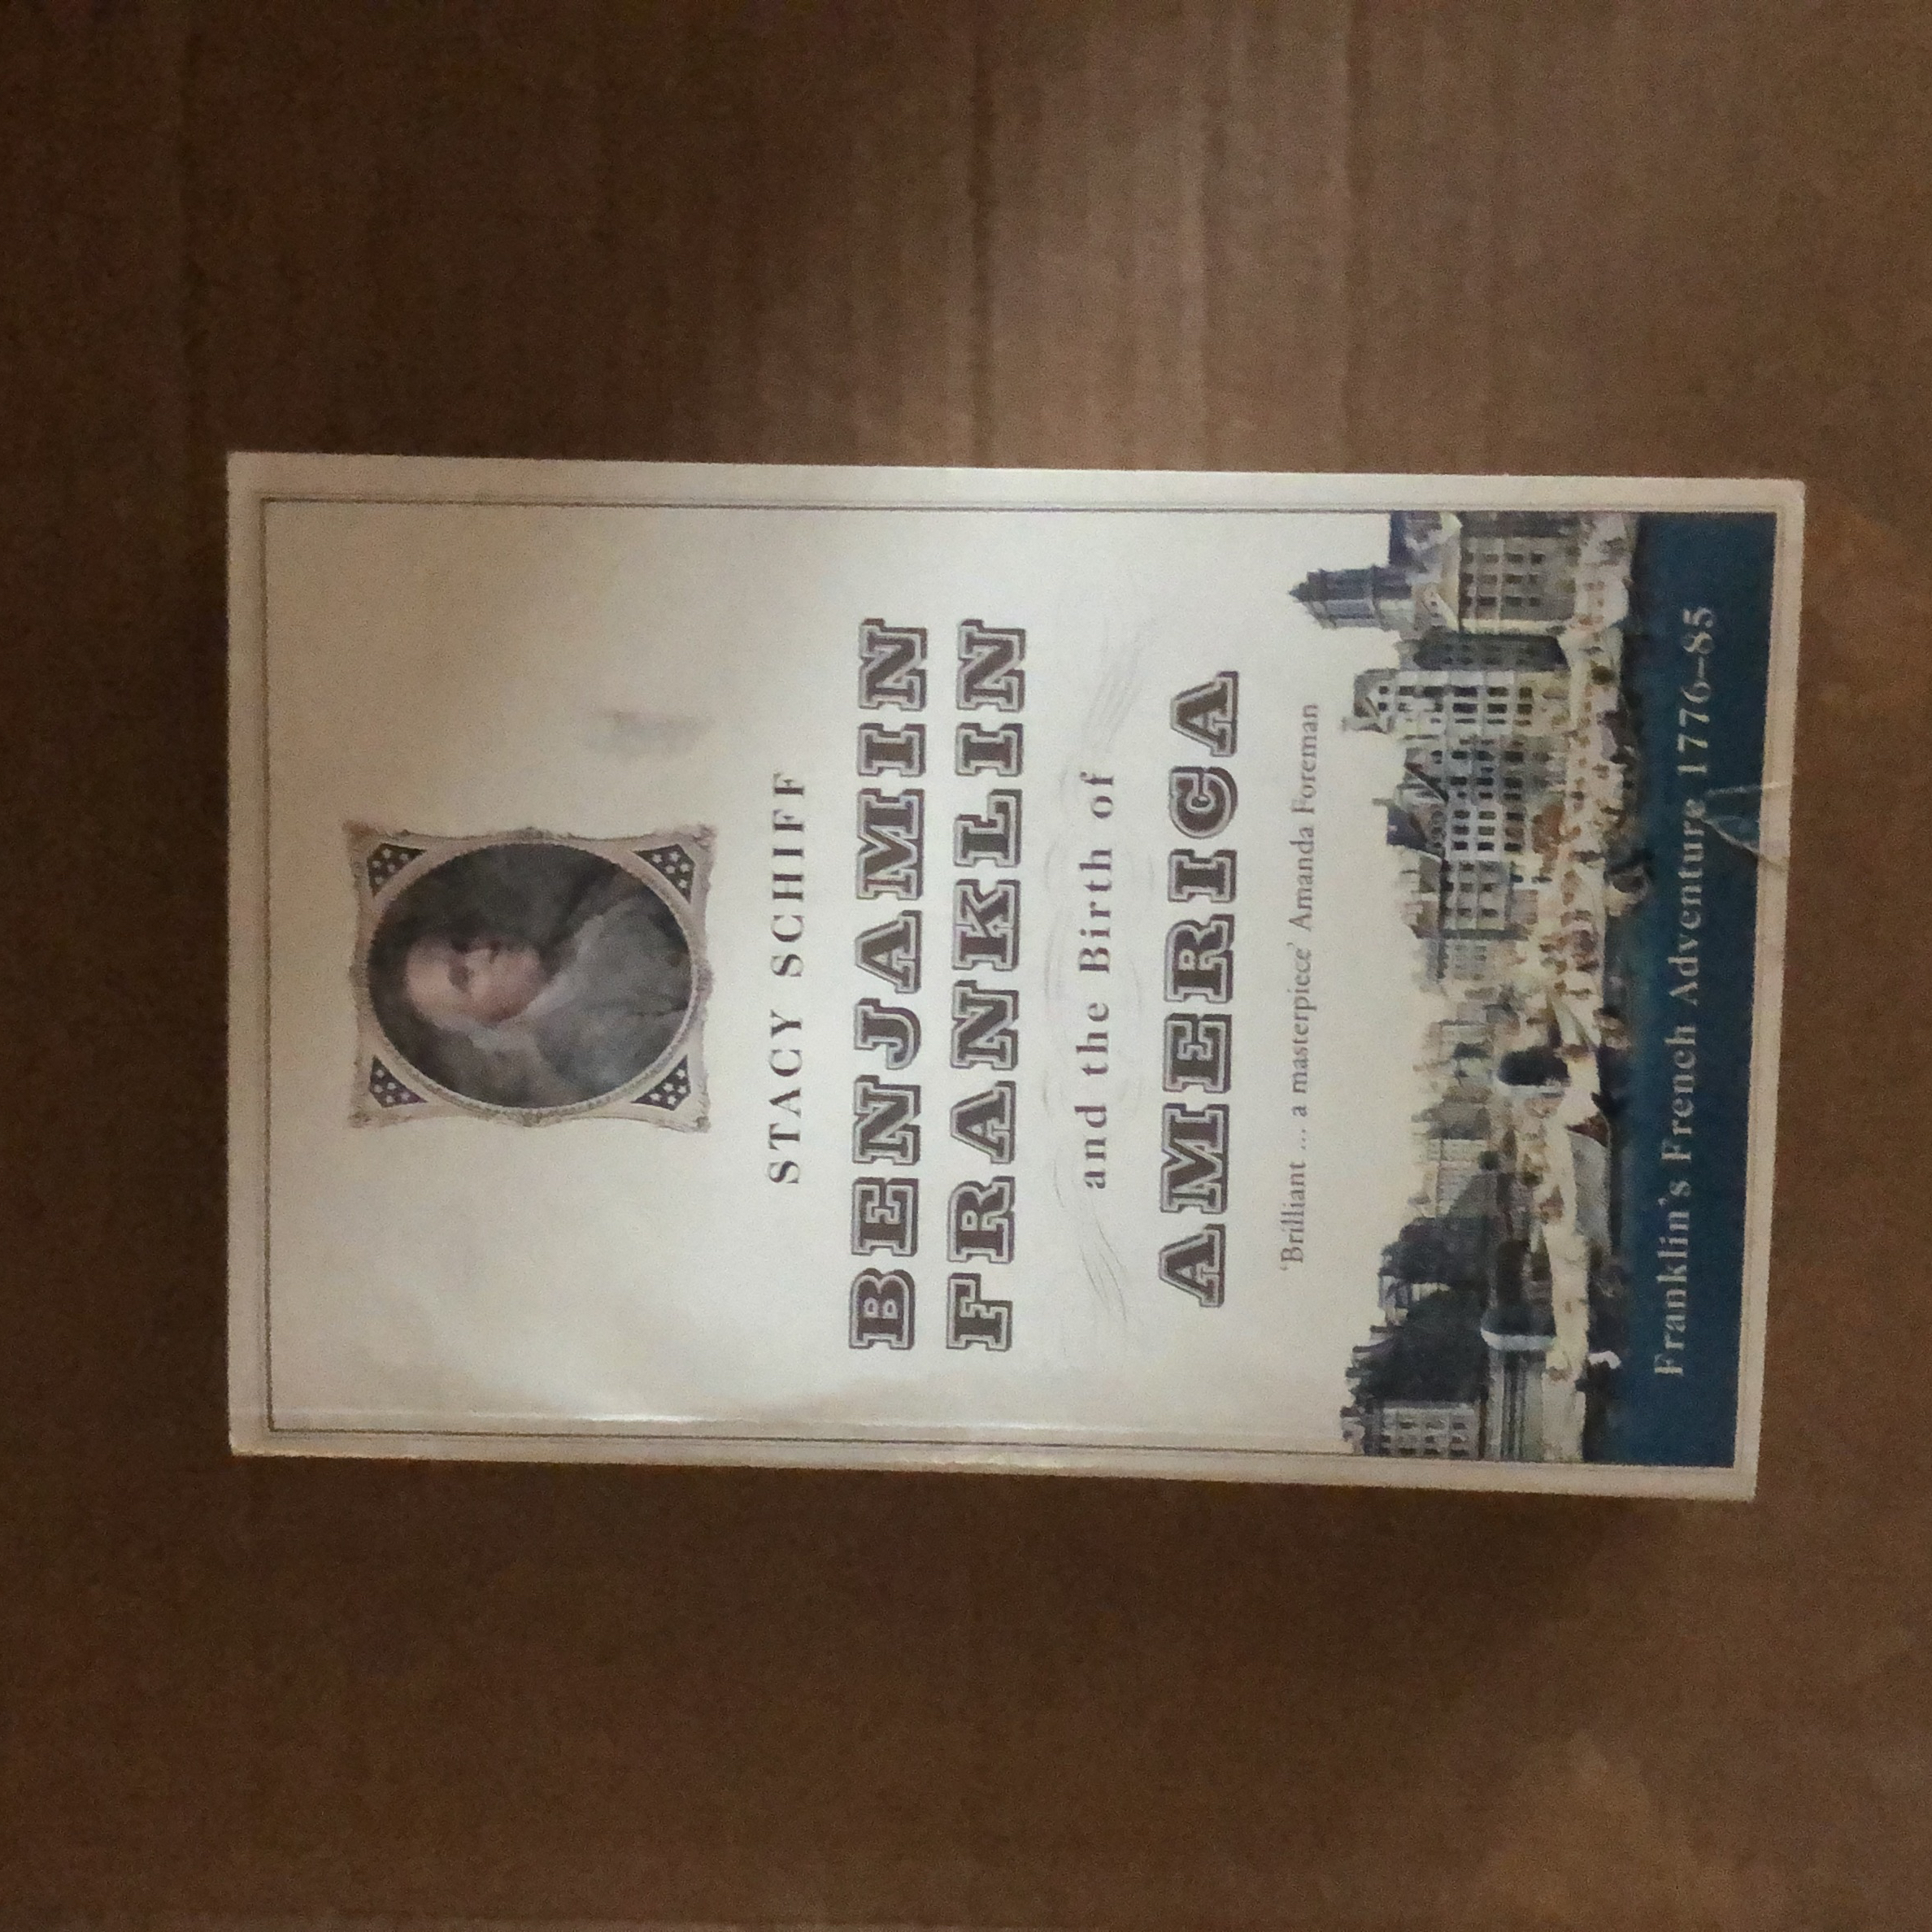 STACY SCHIFF
BENJAMIN
FRANKLIN
and the Birth of
AMERICA
‘Brilliant ... a masterpiece’ Amanda Foreman
Franklin's French Adventure 1776–85